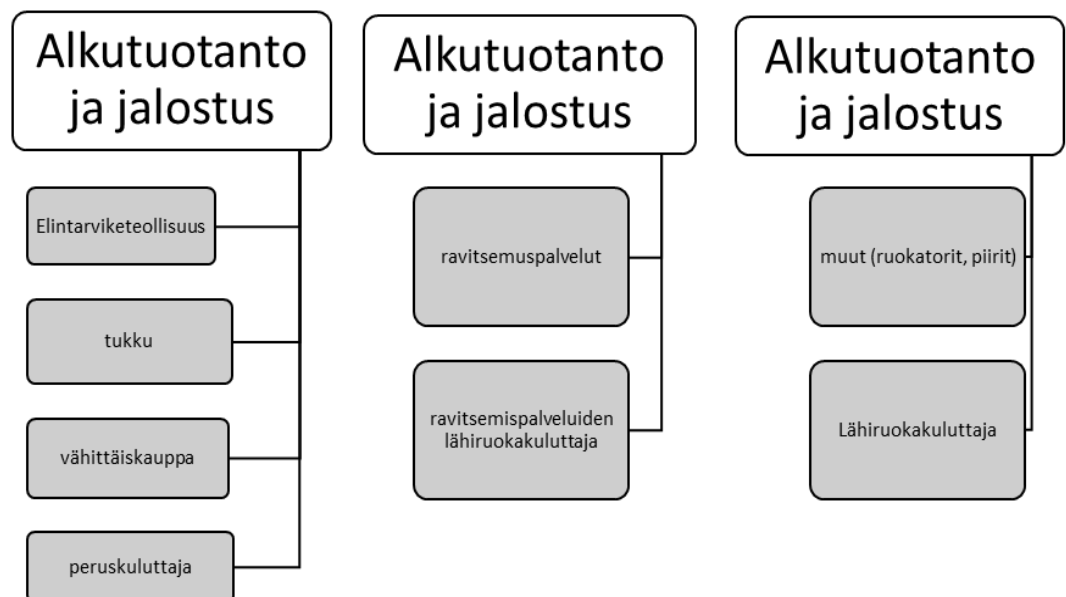 Alkutuotanto
ja jalostus
Elintarviketeollisuus
tukku
vähittäiskauppa
peruskuluttaja
Alkutuotanto
ja jalostus
ravitsemuspalvelut
ravitsemispalveluiden
lähiruokakuluttaja
Alkutuotanto
ja jalostus
muut (ruokatorit, piirit)
Lähiruokakuluttaja